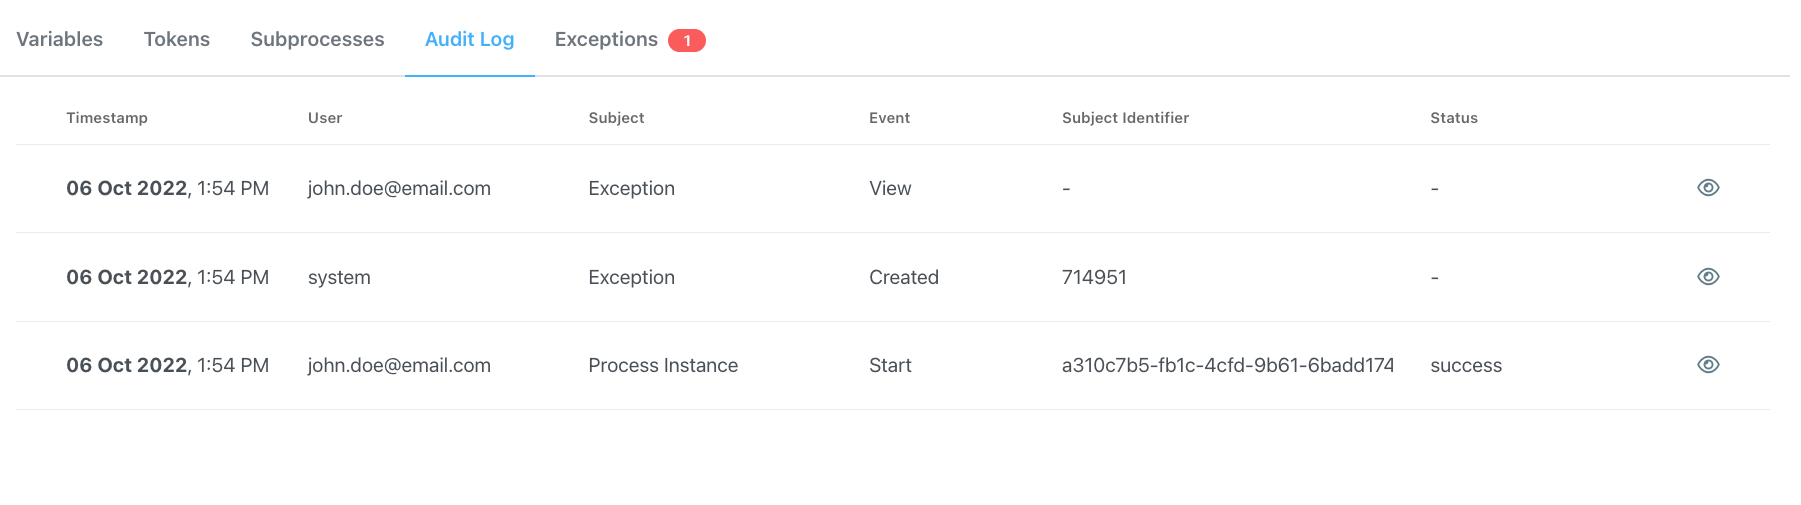 Variables Tokens Subprocesses Audit Log Exceptions 1
Timestamp User Subject Event Subject Identifier Status
06 Oct 2022, 1:54 PM john.doe@email.com Exception View - -
06 Oct 2022, 1:54 PM system Exception Created 714951 -
06 Oct 2022, 1:54 PM john.doe@email.com Process Instance Start a310c7b5-fb1c-4cfd-9b61-6badd174 success